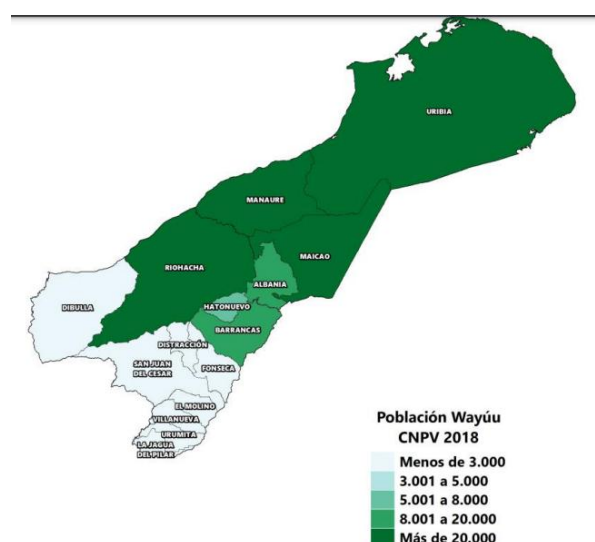 URIBIA
MANAURE
MAICAO
RIOHACHA
ALBANIA
DIBULLA
HATONUEVO
BARRANCAS
DISTRACCIÓN
SAN JUAN
DEL CESAR
FONSECA
EL MOLINO
VILLANUEVA
URUMITA
LA JAGUA
DEL PILAR
Población Wayúu
CNPV 2018
Menos de 3.000
3.001 a 5.000
5.001 a 8.000
8.001 a 20.000
Más de 20.000